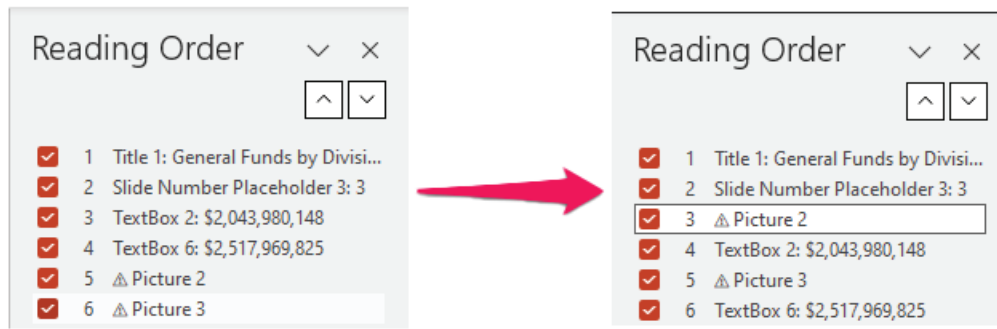 Reading Order
1 Title 1: General Funds by Divisi...
2 Slide Number Placeholder 3: 3
3 TextBox 2: $2,043,980,148
4 TextBox 6: $2,517,969,825
5 ⚠ Picture 2
6 ⚠ Picture 3
Reading Order
1 Title 1: General Funds by Divisi...
2 Slide Number Placeholder 3: 3
3 ⚠ Picture 2
4 TextBox 2: $2,043,980,148
5 ⚠ Picture 3
6 TextBox 6: $2,517,969,825